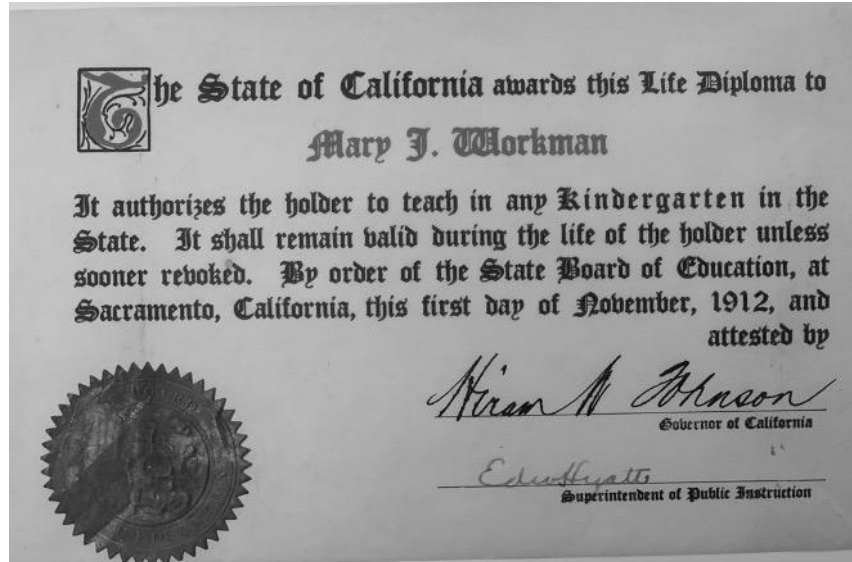 The State of California awards this Life Diploma to
Mary J. Workman
It authorizes the holder to teach in any Kindergarten in the
State. It shall remain valid during the life of the holder unless
sooner revoked. By order of the State Board of Education, at
Sacramento, California, this first day of November, 1912, and
attested by
Hiram W Johnson
Governor of California
Edw Hyatt
Superintendent of Public Instruction